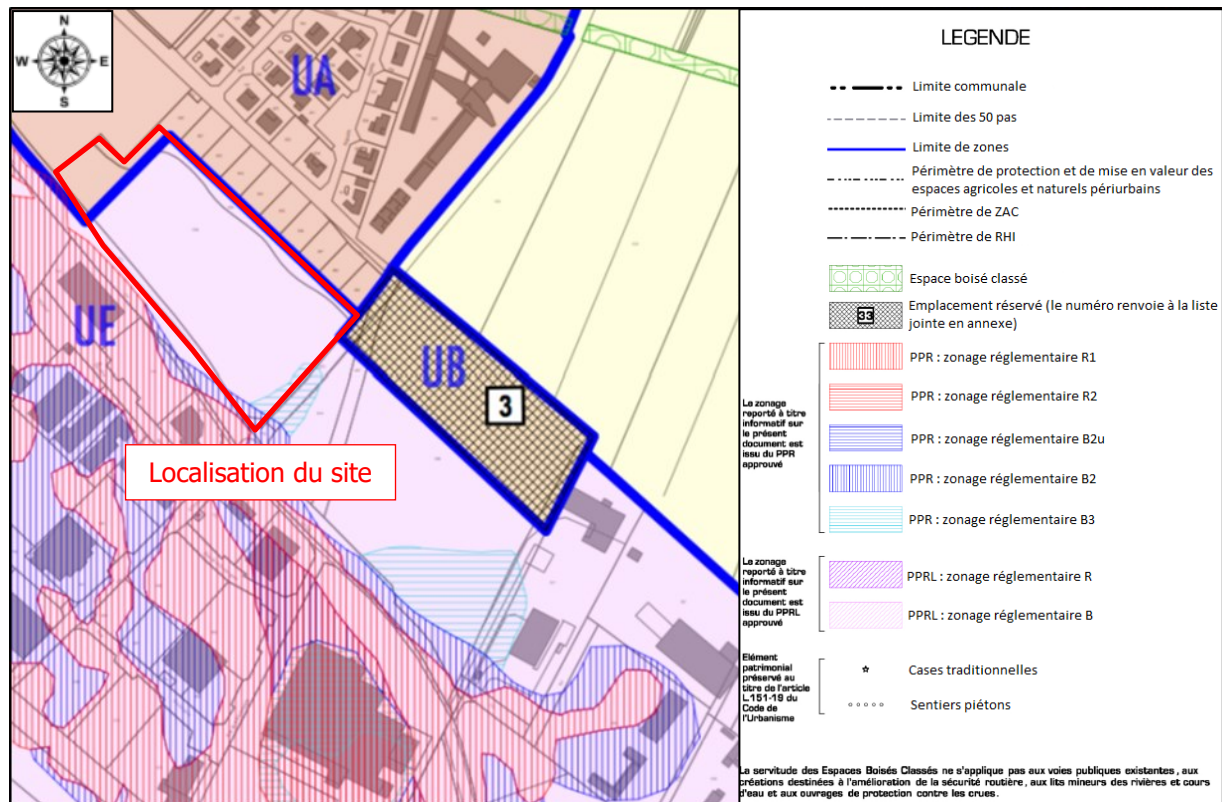 N
W
E
S
UA
UE
UB
3
Localisation du site
LEGENDE
Limite communale
Limite des 50 pas
Limite de zones
Périmètre de protection et de mise en valeur des
espaces agricoles et naturels périurbains
Périmètre de ZAC
Périmètre de RHI
Espace boisé classé
33
Emplacement réservé (le numéro renvoie à la liste
jointe en annexe)
Le zonage
reporté à titre
informatif sur
le présent
document est
issu du PPR
approuvé
PPR : zonage réglementaire R1
PPR : zonage réglementaire R2
PPR : zonage réglementaire B2u
PPR : zonage réglementaire B2
PPR : zonage réglementaire B3
Le zonage
reporté à titre
informatif sur
le présent
document est
issu du PPRL
approuvé
PPRL : zonage réglementaire R
PPRL : zonage réglementaire B
Elément
patrimonial
préservé au
titre de l'article
L.151-19 du
Code de
l'Urbanisme
Cases traditionnelles
Sentiers piétons
La servitude des Espaces Boisés Classés ne s'applique pas aux voies publiques existantes, aux
créations destinées à l'amélioration de la sécurité routière, aux lits mineurs des rivières et cours
d'eau et aux ouvrages de protection contre les crues.